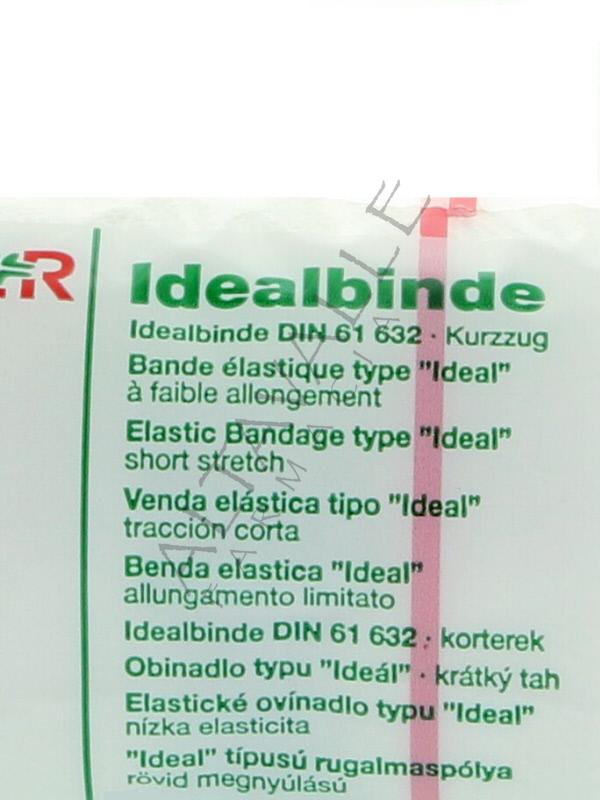 R
Idealbinde
Idealbinde DIN 61 632 · Kurzzug
Bande élastique type "Ideal"
à faible allongement
Elastic Bandage type "Ideal"
short stretch
Venda elástica tipo "Ideal"
tracción corta
Benda elastica "Ideal"
allungamento limitato
Idealbinde DIN 61 632 · korterek
Obinadlo typu "Ideál" · krátký tah
Elastické ovínadlo typu "Ideal"
nízka elasticita
"Ideal" típusú rugalmaspólya
rövid megnyúlású
ALTAVALLE
FARMACIA